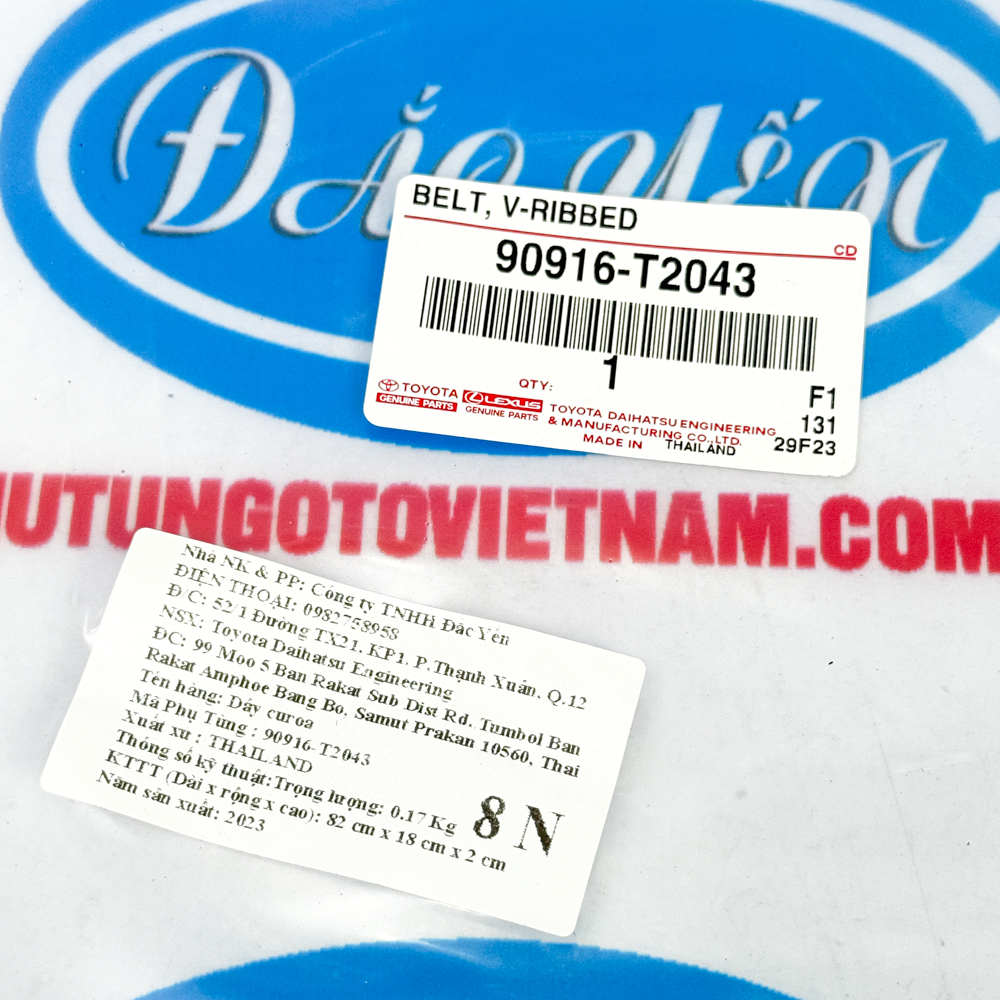 ĐẮC YẾN
BELT, V-RIBBED
CD
90916-T2043
QTY: 1
TOYOTA
GENUINE PARTS
LEXUS
GENUINE PARTS
TOYOTA DAIHATSU ENGINEERING
& MANUFACTURING CO.,LTD.
MADE IN THAILAND
F1
131
29F23
UTUNGOTOVIETNAM.COM
Nhà NK & PP: Công ty TNHH Đắc Yến
ĐIỆN THOẠI: 0982758958
Đ/C: 52/1 Đường TX21, KP1, P.Thạnh Xuân, Q.12
NSX: Toyota Daihatsu Engineering
ĐC: 99 Moo 5 Ban Rakat Sub Dist Rd, Tumbol Ban
Rakat Amphoe Bang Bo, Samut Prakan 10560, Thai
Tên hàng: Dây curoa
Mã Phụ Tùng : 90916-T2043
Xuất xư : THAILAND
Thông số kỹ thuật:Trọng lượng: 0.17 Kg
KTTT (Dài x rộng x cao): 82 cm x 18 cm x 2 cm
Năm sản xuất: 2023
8 N